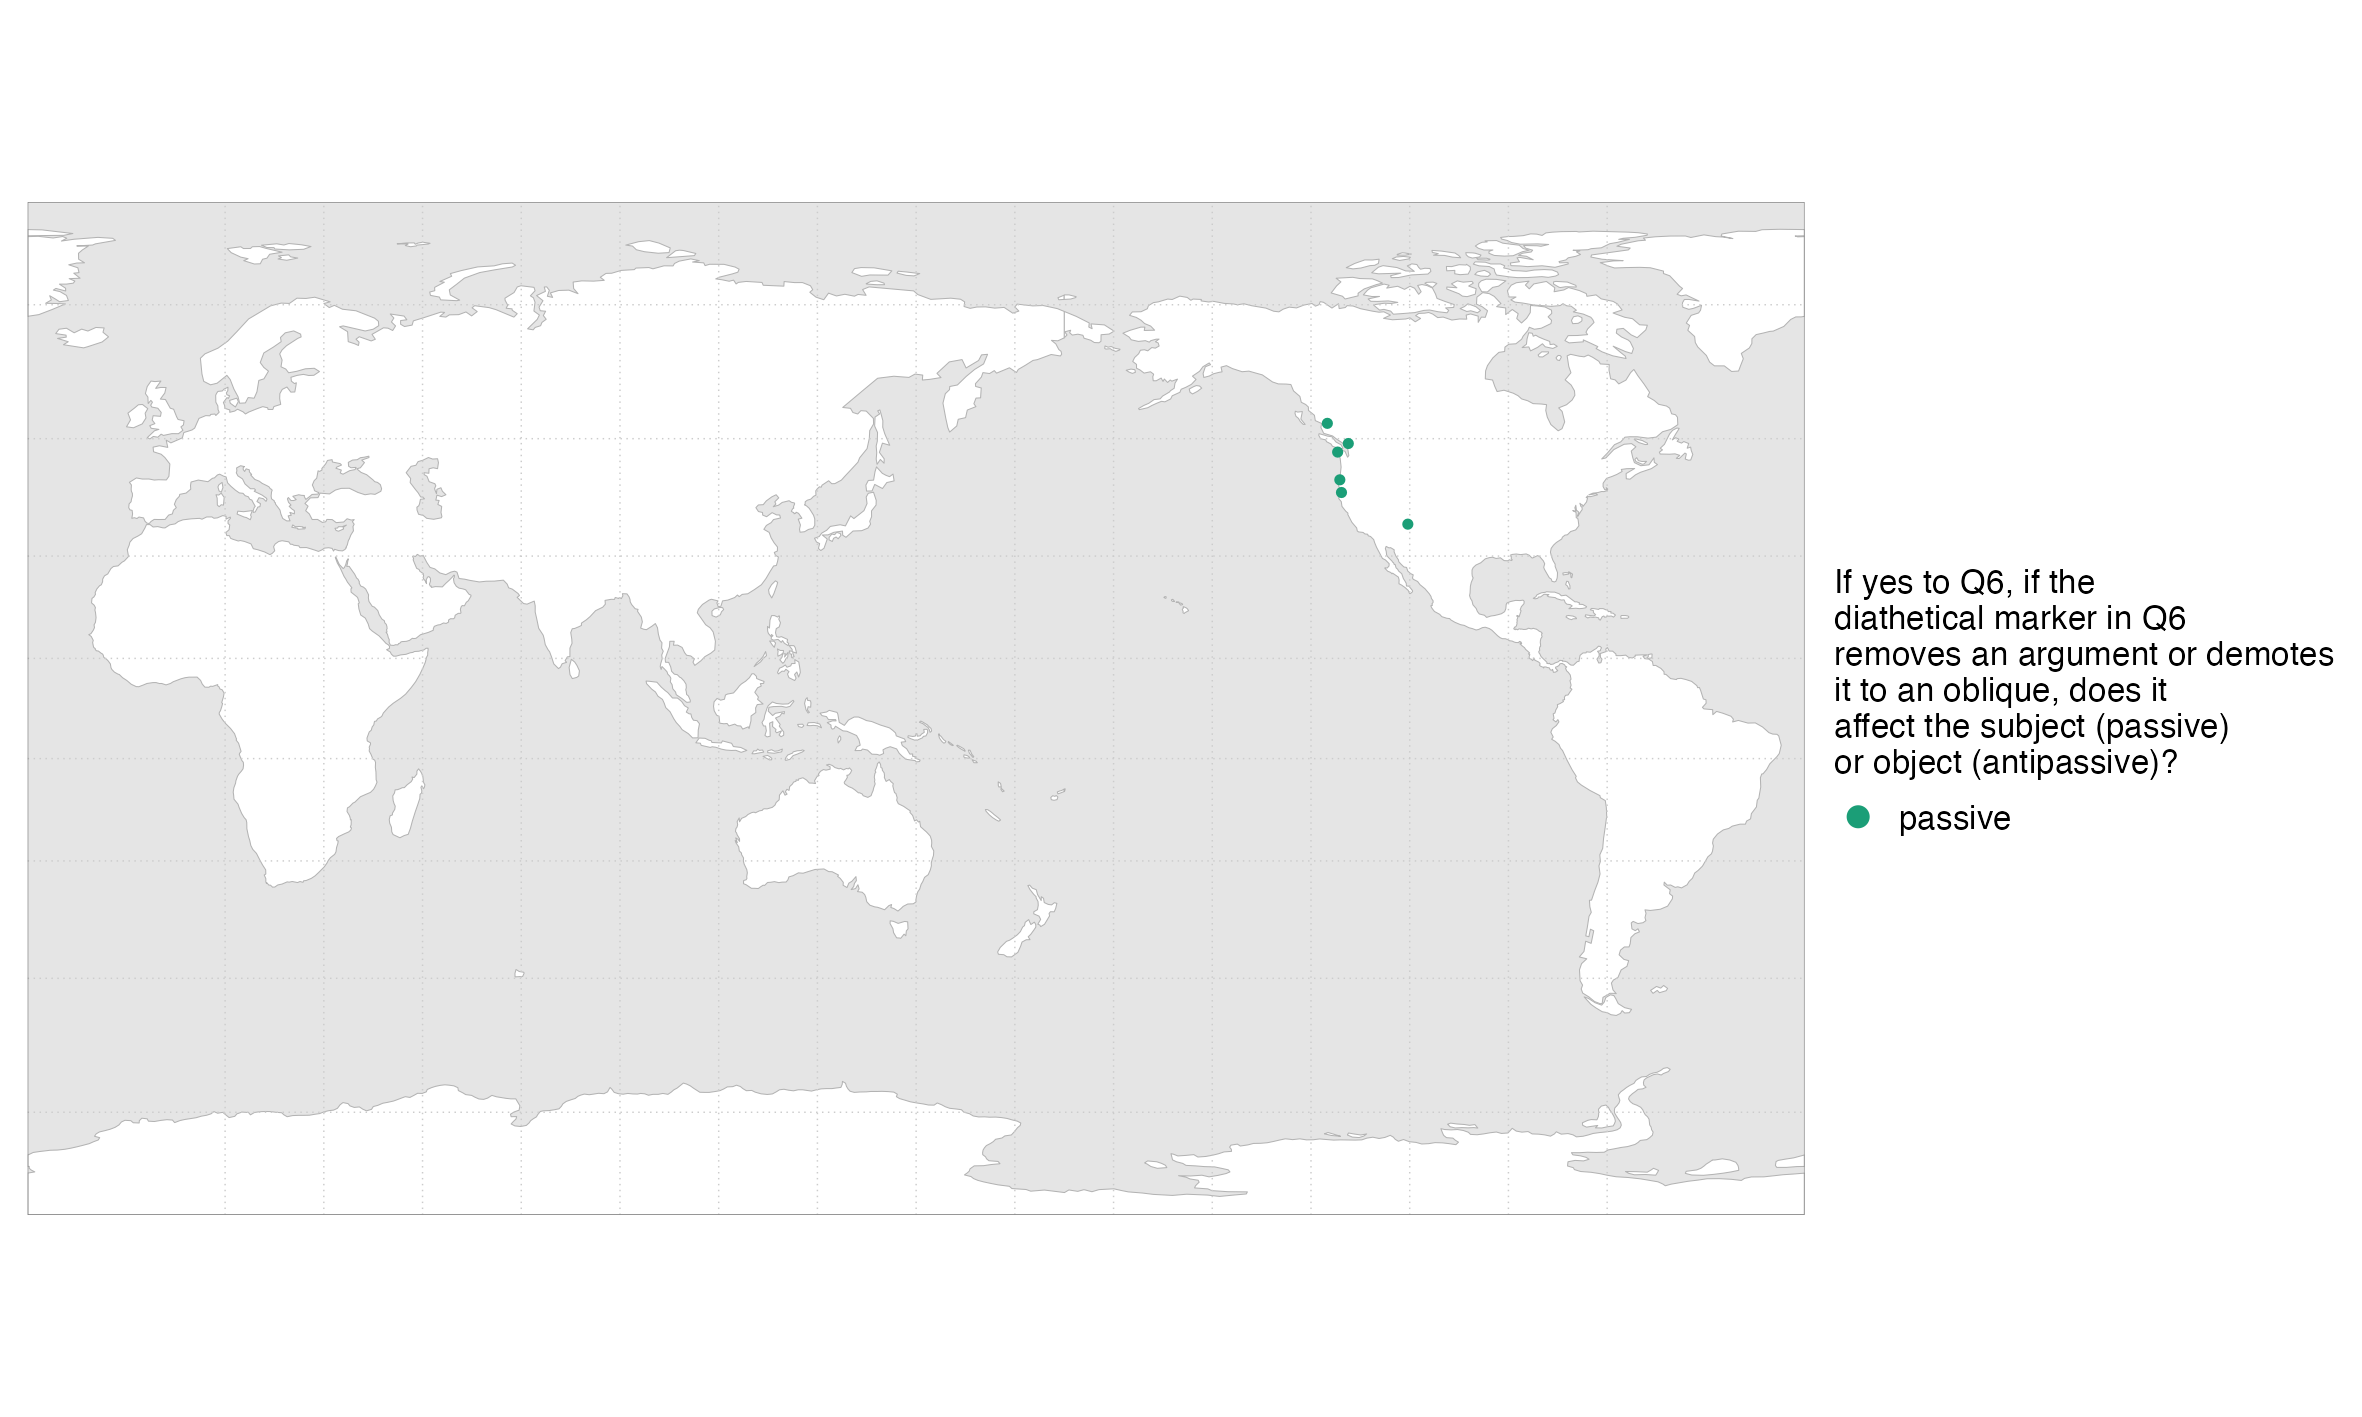 If yes to Q6, if the
diathetical marker in Q6
removes an argument or demotes
it to an oblique, does it
affect the subject (passive)
or object (antipassive)?
passive